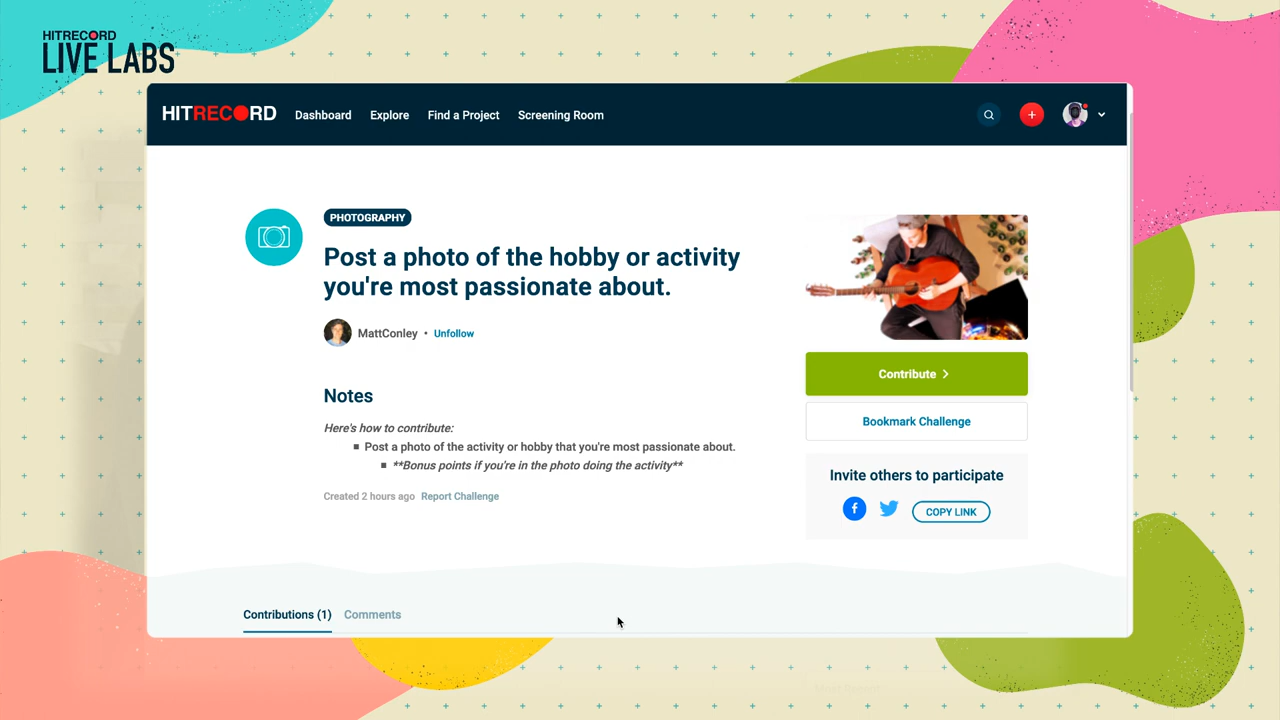 HITRECORD
LIVE LABS
HITRECORD
Dashboard
Explore
Find a Project
Screening Room
PHOTOGRAPHY
Post a photo of the hobby or activity
you're most passionate about.
MattConley • Unfollow
Notes
Here's how to contribute:
Post a photo of the activity or hobby that you're most passionate about.
**Bonus points if you're in the photo doing the activity**
Created 2 hours ago Report Challenge
Contribute
Bookmark Challenge
Invite others to participate
COPY LINK
Contributions (1)
Comments